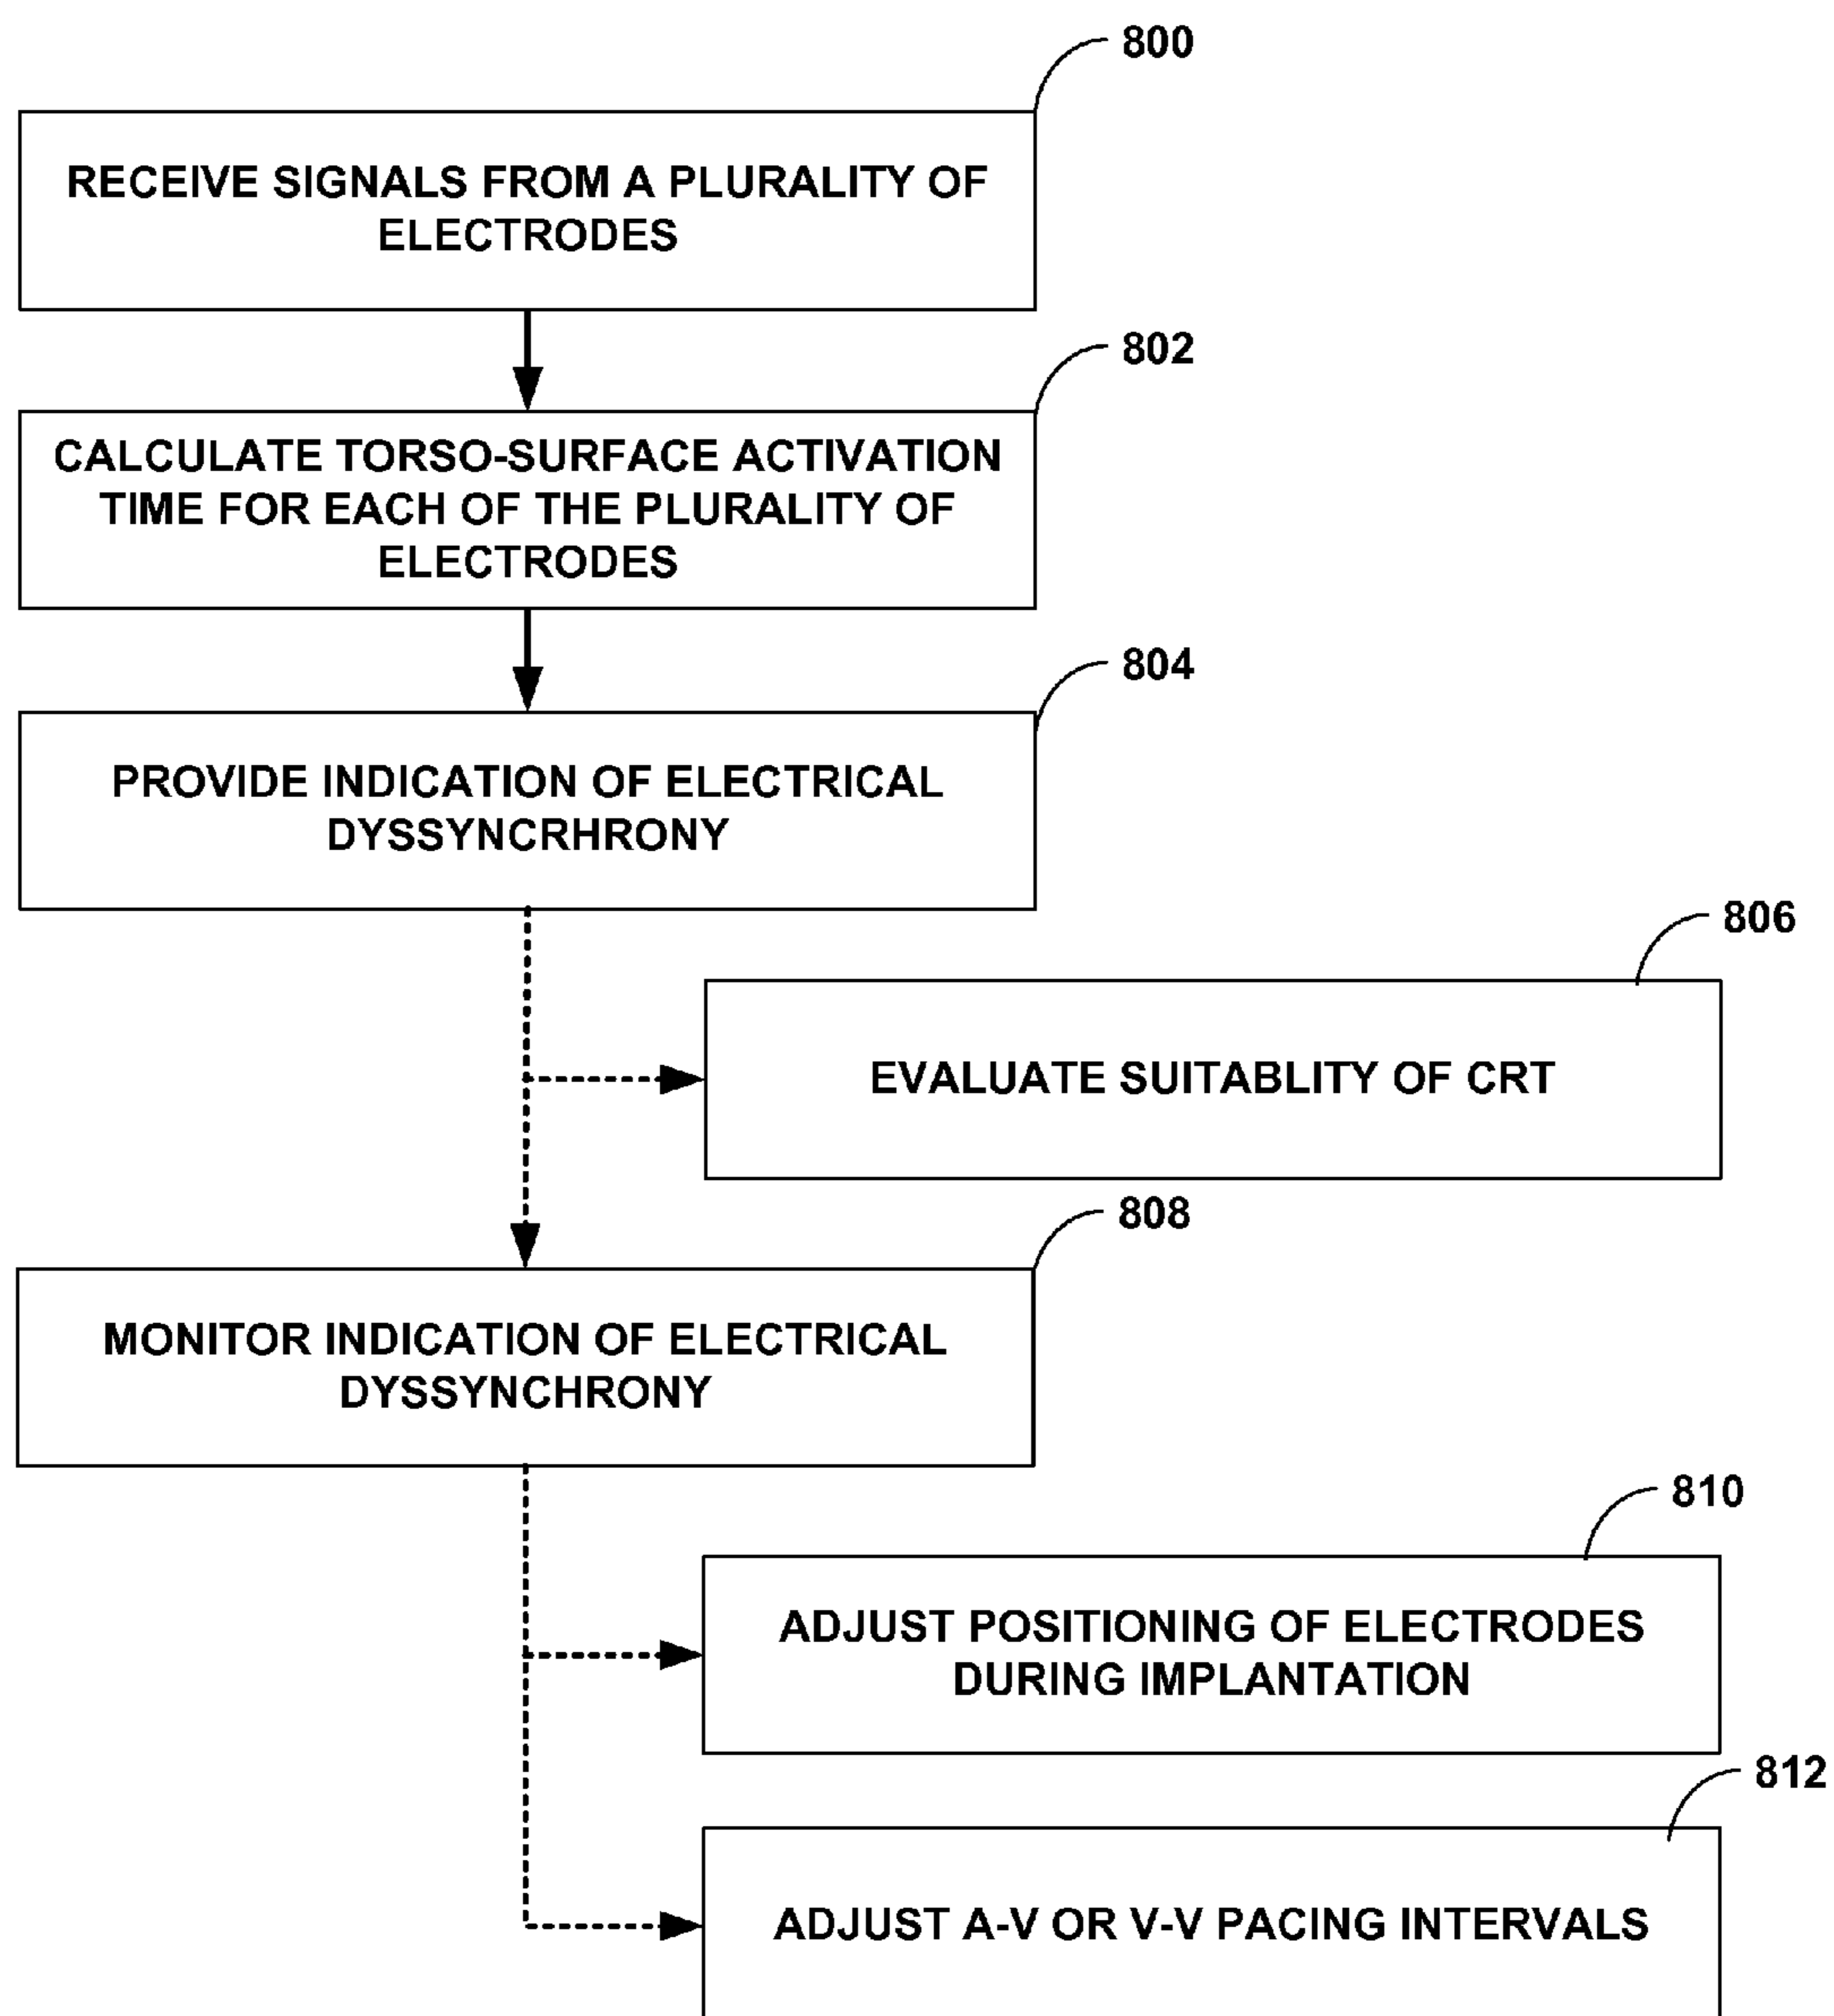 800
RECEIVE SIGNALS FROM A PLURALITY OF
ELECTRODES
802
CALCULATE TORSO-SURFACE ACTIVATION
TIME FOR EACH OF THE PLURALITY OF
ELECTRODES
804
PROVIDE INDICATION OF ELECTRICAL
DYSSYNCRHRONY
806
EVALUATE SUITABLITY OF CRT
808
MONITOR INDICATION OF ELECTRICAL
DYSSYNCHRONY
810
ADJUST POSITIONING OF ELECTRODES
DURING IMPLANTATION
812
ADJUST A-V OR V-V PACING INTERVALS